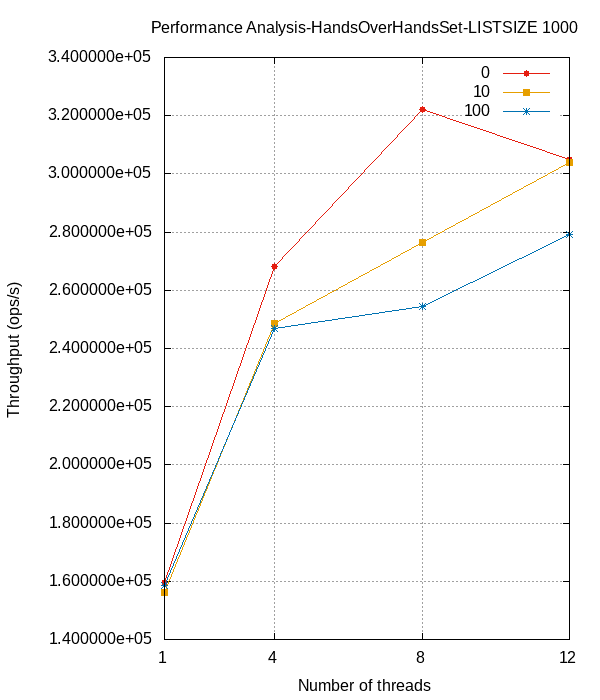 Performance Analysis-HandsOverHandsSet-LISTSIZE 1000
3.400000e+05
3.200000e+05
3.000000e+05
2.800000e+05
2.600000e+05
2.400000e+05
2.200000e+05
2.000000e+05
1.800000e+05
1.600000e+05
1.400000e+05
Throughput (ops/s)
0
10
100
1 4 8 12
Number of threads